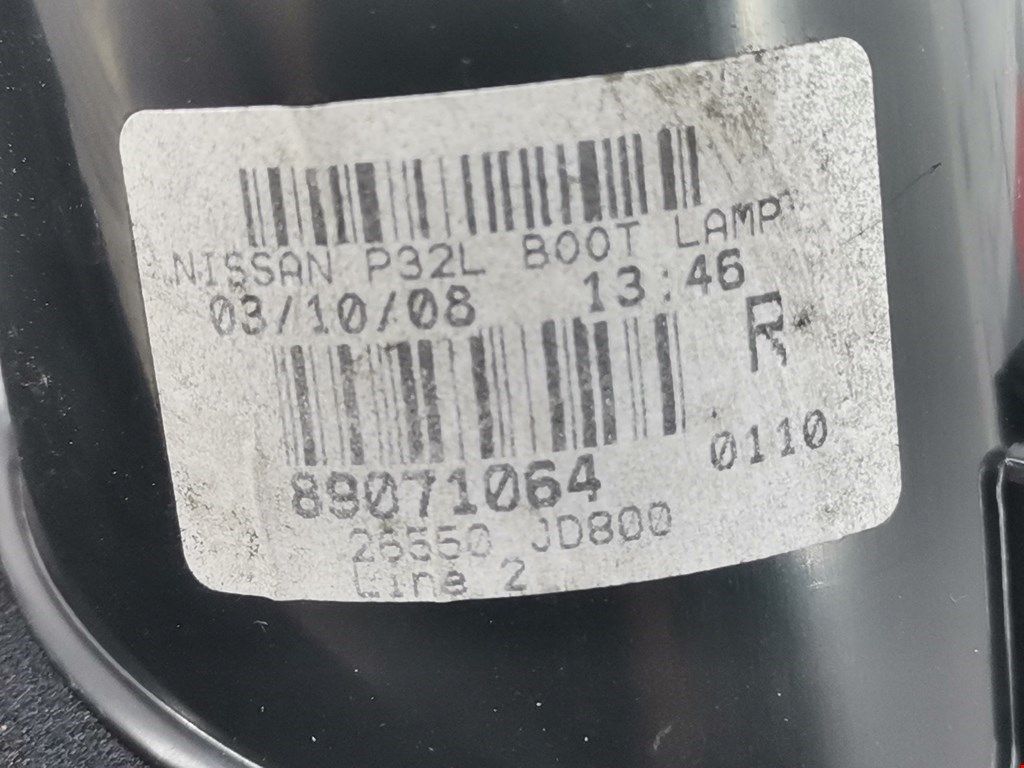 NISSAN P32L BOOT LAMP
03/10/08 13:46
R
89071064 0110
26550 JD800
Line 2